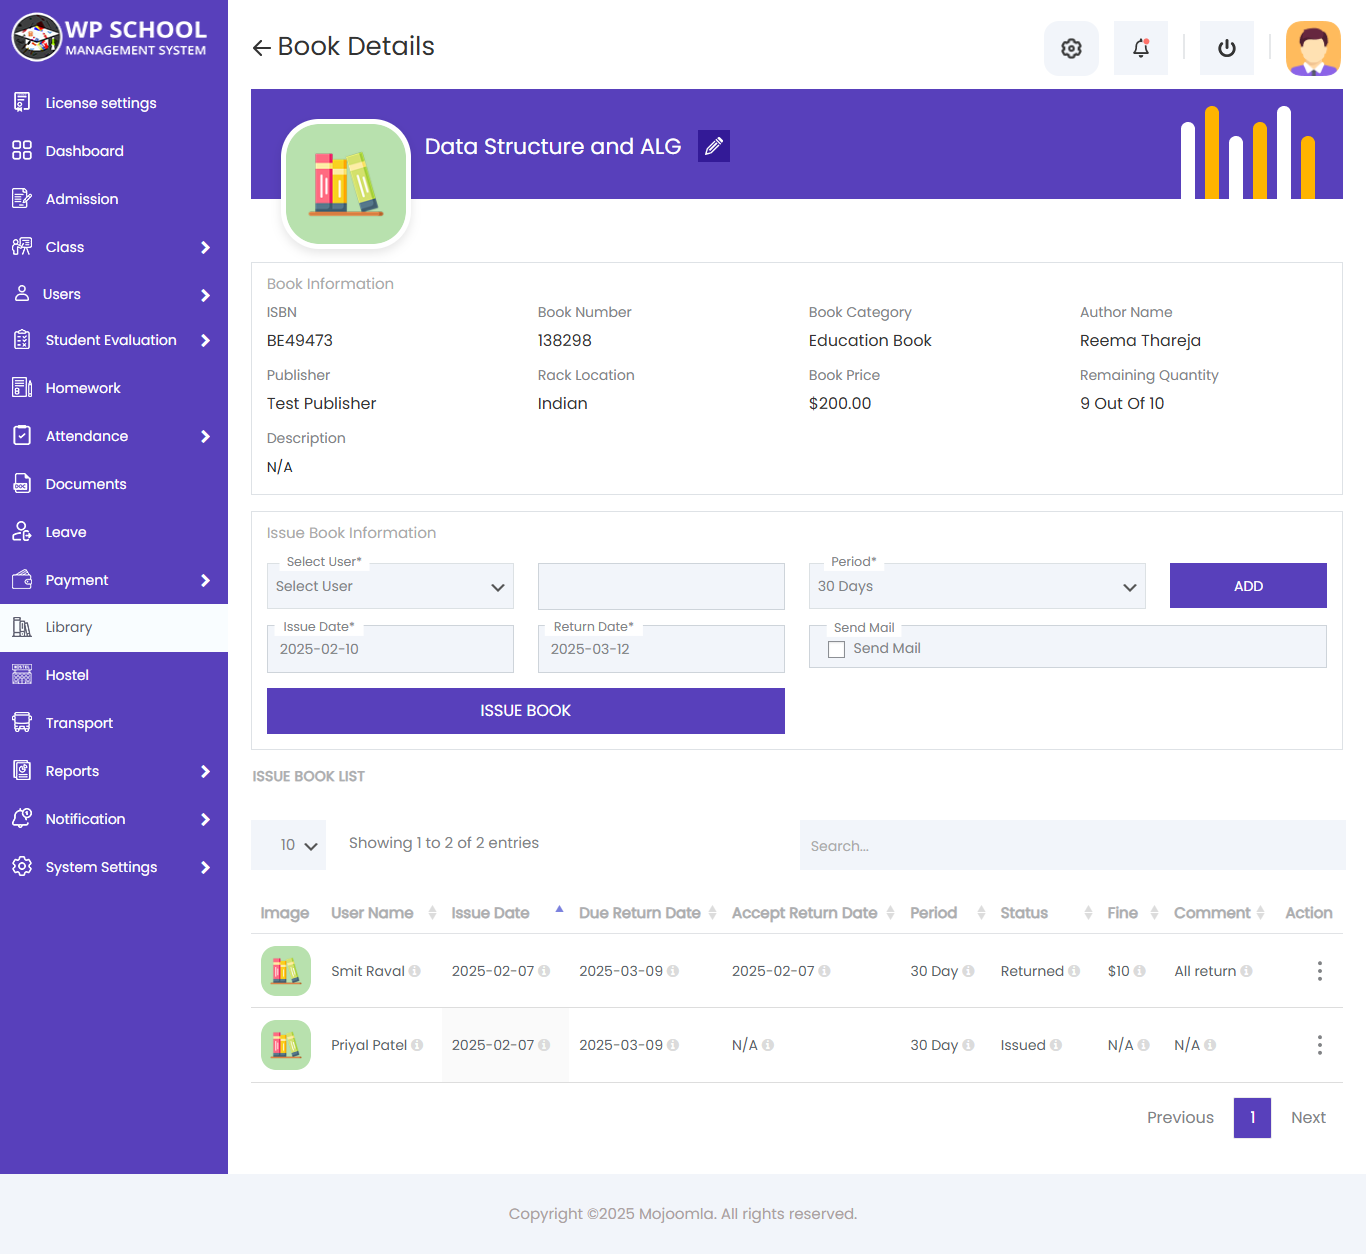 WP SCHOOL
MANAGEMENT SYSTEM
License settings
Dashboard
Admission
Class
Users
Student Evaluation
Homework
Attendance
Documents
Leave
Payment
Library
Hostel
Transport
Reports
Notification
System Settings
Book Details
Data Structure and ALG
Book Information
ISBN
BE49473
Book Number
138298
Book Category
Education Book
Author Name
Reema Thareja
Publisher
Test Publisher
Rack Location
Indian
Book Price
$200.00
Remaining Quantity
9 Out Of 10
Description
N/A
Issue Book Information
Select User*
Select User
Period*
30 Days
ADD
Issue Date*
2025-02-10
Return Date*
2025-03-12
Send Mail
Send Mail
ISSUE BOOK
ISSUE BOOK LIST
10
Showing 1 to 2 of 2 entries
Search...
Image User Name Issue Date Due Return Date Accept Return Date Period Status Fine Comment Action
Smit Raval 2025-02-07 2025-03-09 2025-02-07 30 Day Returned $10 All return
Priyal Patel 2025-02-07 2025-03-09 N/A 30 Day Issued N/A N/A
Previous 1 Next
Copyright ©2025 Mojoomla. All rights reserved.